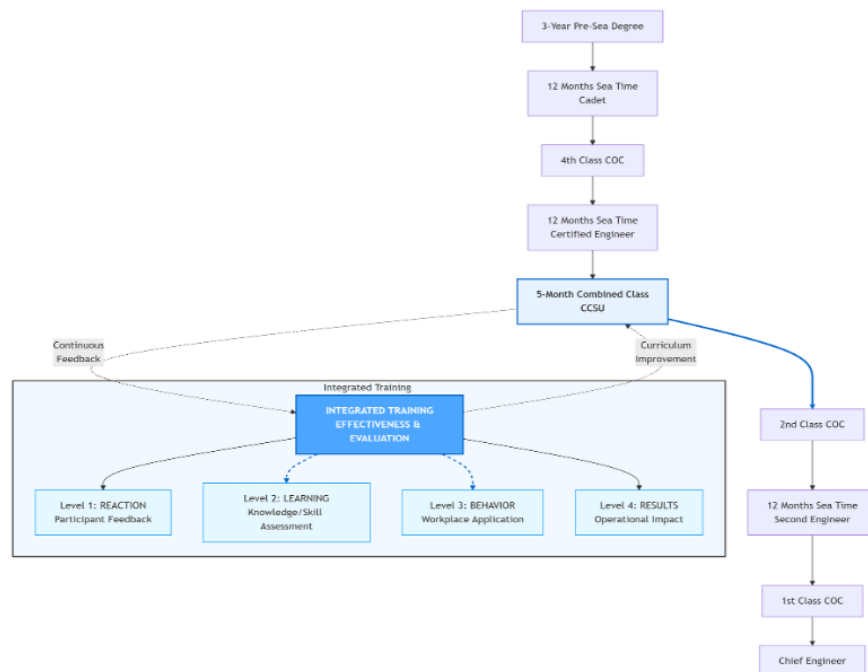 3-Year Pre-Sea Degree
12 Months Sea Time
Cadet
4th Class COC
12 Months Sea Time
Certified Engineer
5-Month Combined Class
CCSU
Continuous
Feedback
Curriculum
Improvement
Integrated Training
INTEGRATED TRAINING
EFFECTIVENESS &
EVALUATION
Level 1: REACTION
Participant Feedback
Level 2: LEARNING
Knowledge/Skill
Assessment
Level 3: BEHAVIOR
Workplace Application
Level 4: RESULTS
Operational Impact
2nd Class COC
12 Months Sea Time
Second Engineer
1st Class COC
Chief Engineer